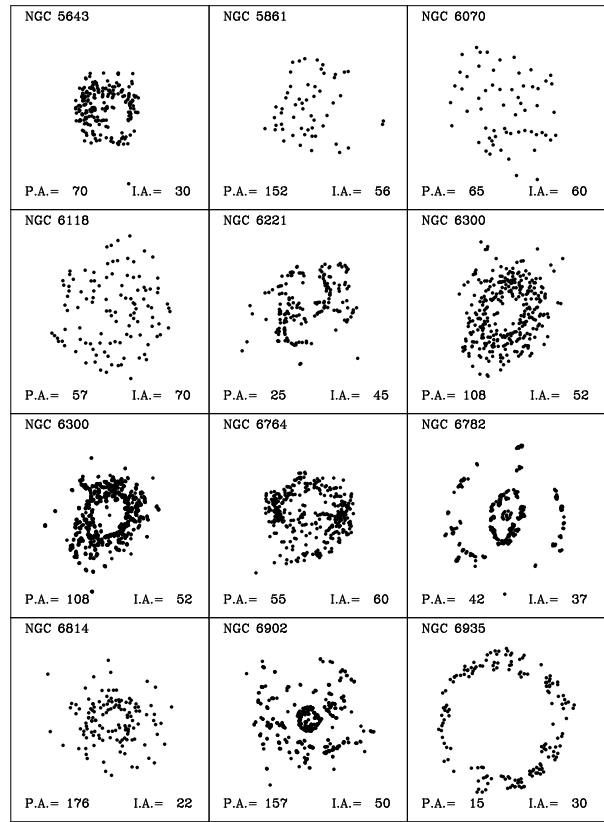 NGC 5643
NGC 5861
NGC 6070
P.A.= 70 I.A.= 30
P.A.= 152 I.A.= 56
P.A.= 65 I.A.= 60
NGC 6118
NGC 6221
NGC 6300
P.A.= 57 I.A.= 70
P.A.= 25 I.A.= 45
P.A.= 108 I.A.= 52
NGC 6300
NGC 6764
NGC 6782
P.A.= 108 I.A.= 52
P.A.= 55 I.A.= 60
P.A.= 42 I.A.= 37
NGC 6814
NGC 6902
NGC 6935
P.A.= 176 I.A.= 22
P.A.= 157 I.A.= 50
P.A.= 15 I.A.= 30